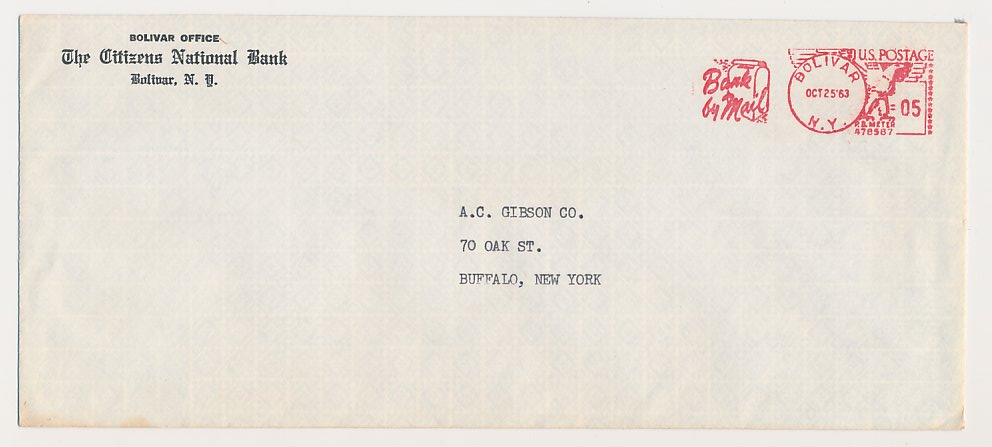 BOLIVAR OFFICE
The Citizens National Bank
Bolivar, N. Y.
Bank
by Mail
BOLIVAR
OCT 25 '63
N.Y.
U.S. POSTAGE
05
P.B. METER
478587
A.C. GIBSON CO.
70 OAK ST.
BUFFALO, NEW YORK